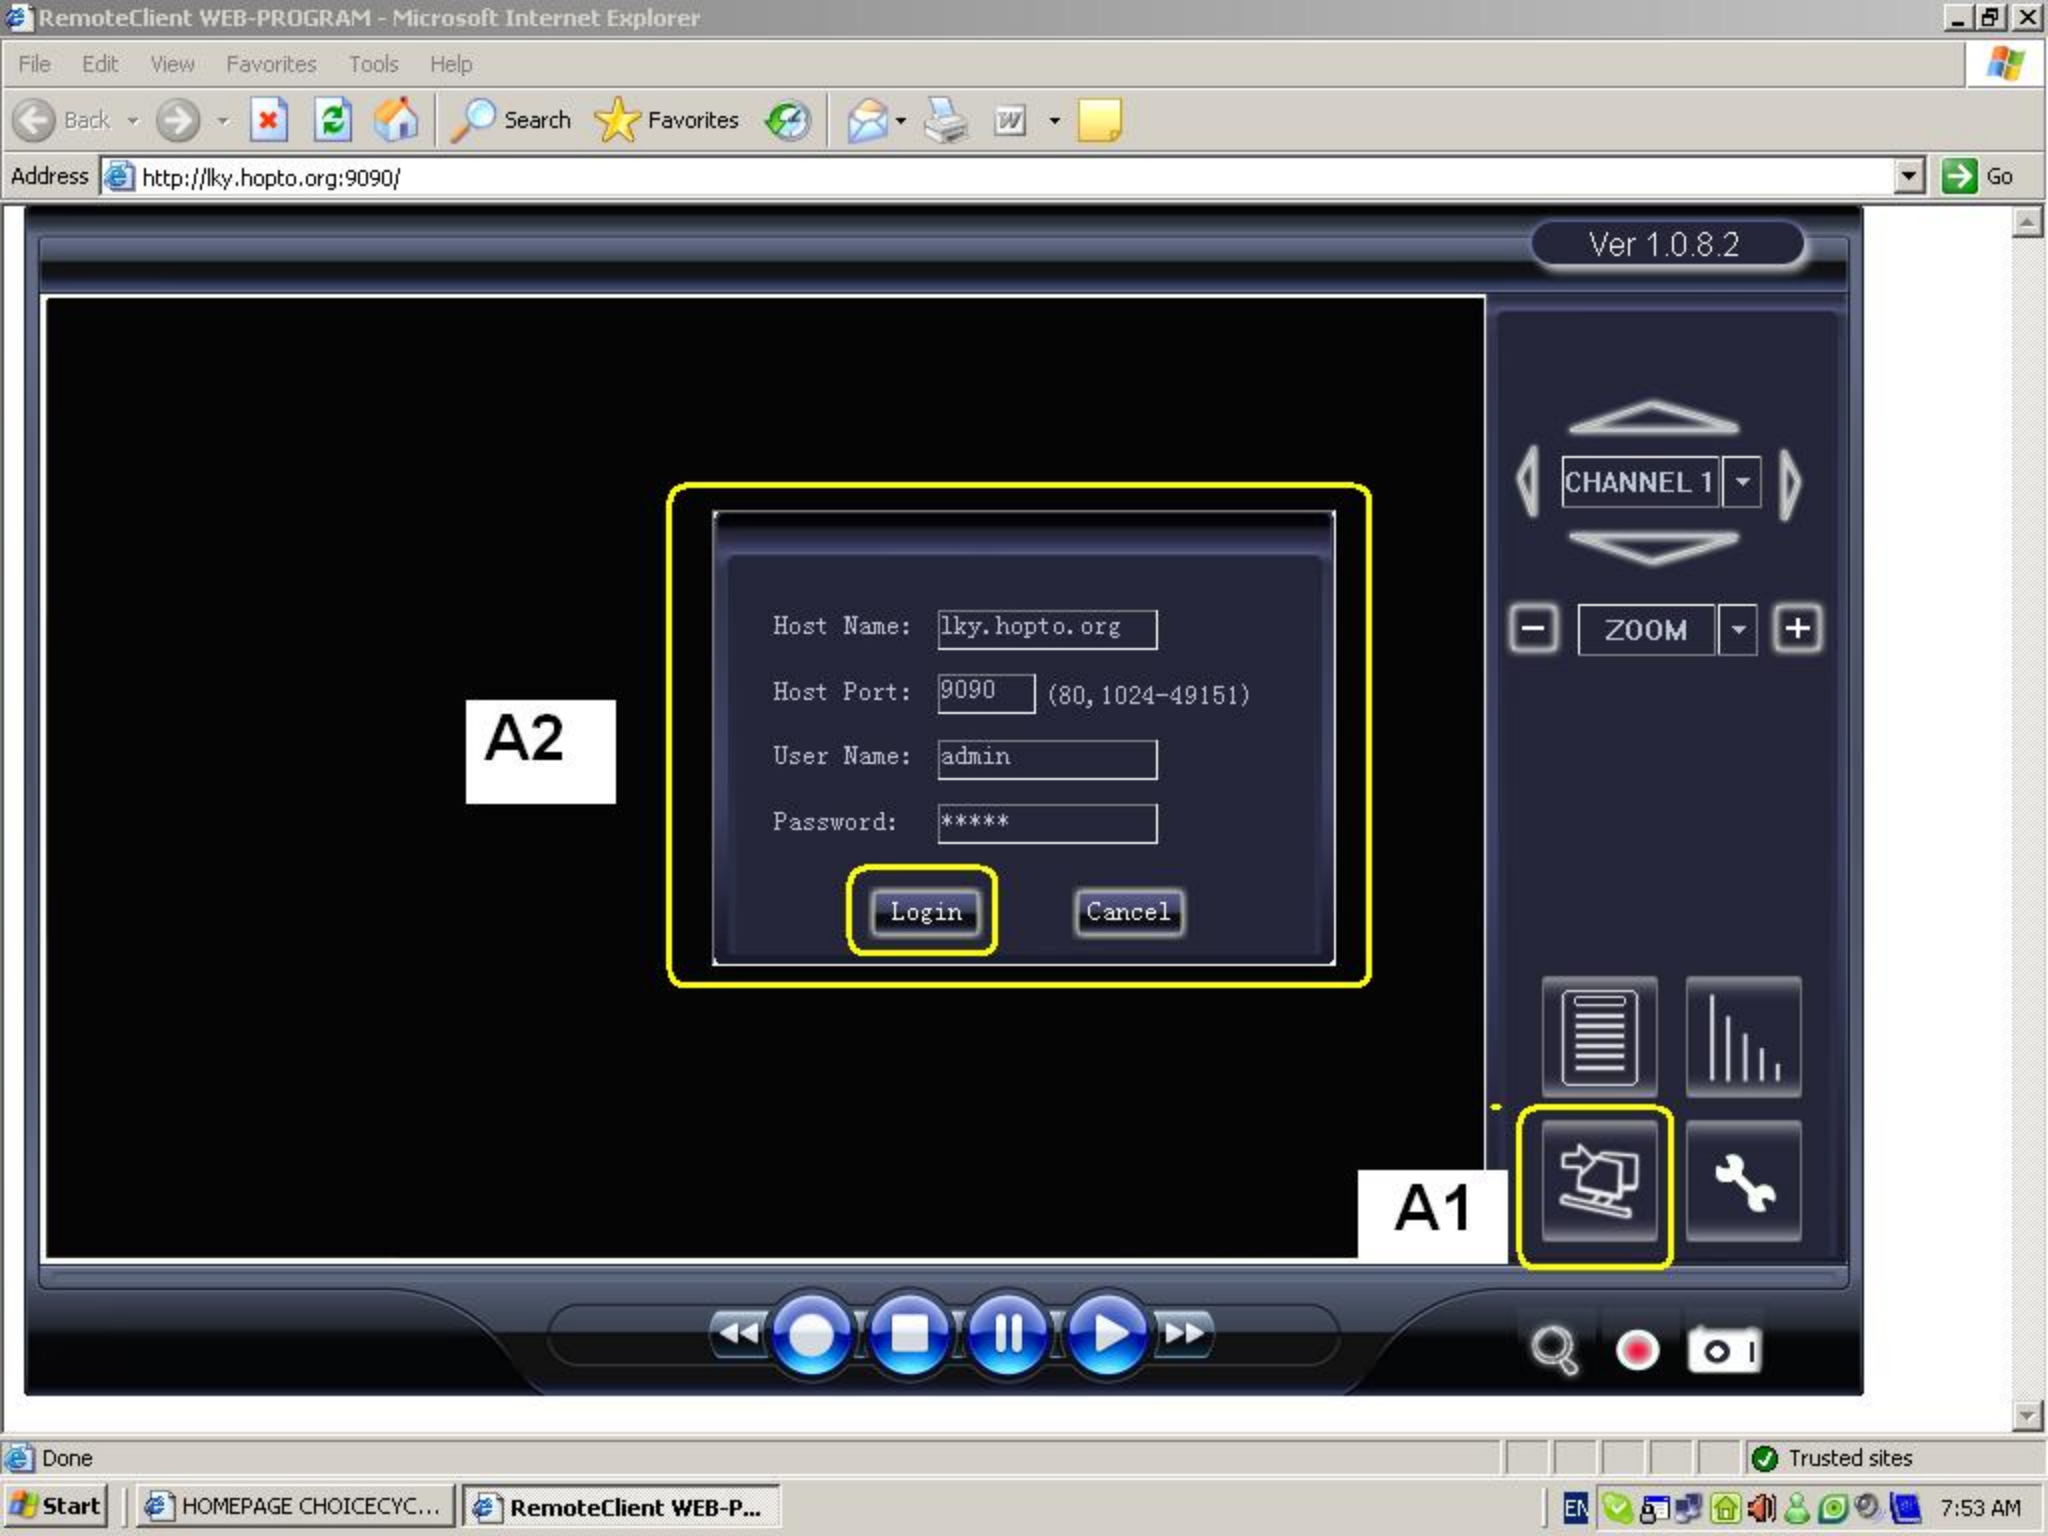 RemoteClient WEB-PROGRAM - Microsoft Internet Explorer
File Edit View Favorites Tools Help
Back Search Favorites
Address http://lky.hopto.org:9090/ Go
Ver 1.0.8.2
CHANNEL 1
ZOOM
Host Name: lky.hopto.org
Host Port: 9090 (80,1024-49151)
User Name: admin
Password: *****
Login Cancel
A2
A1
Done Trusted sites
Start HOMEPAGE CHOICECYC... RemoteClient WEB-P... EN 7:53 AM